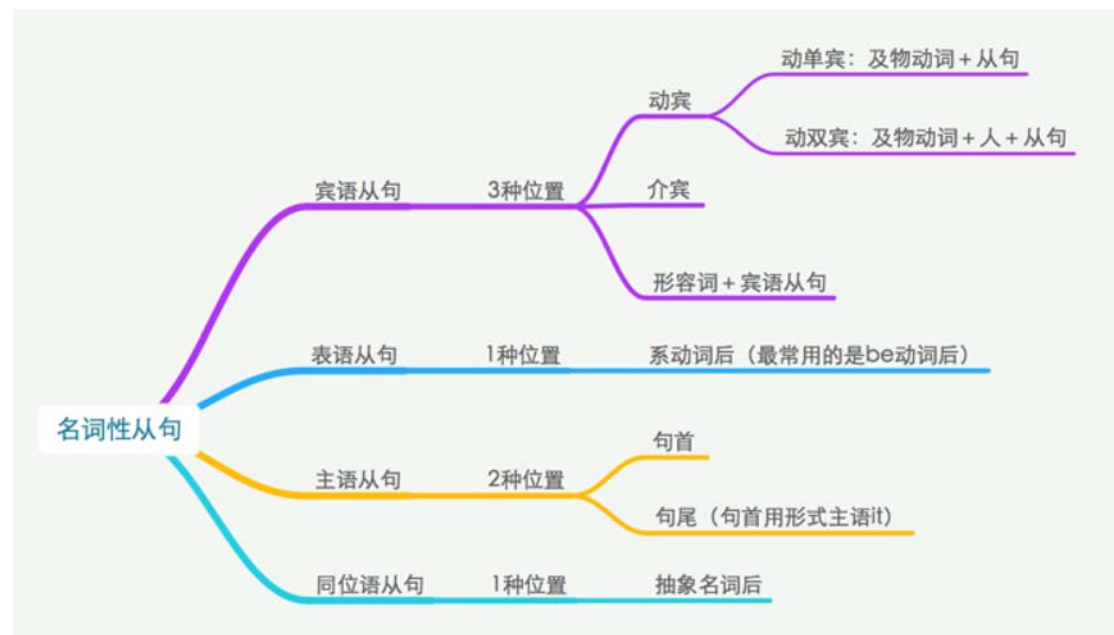 名词性从句
宾语从句
3种位置
动宾
动单宾：及物动词+从句
动双宾：及物动词+人+从句
介宾
形容词+宾语从句
表语从句
1种位置
系动词后（最常用的是be动词后）
主语从句
2种位置
句首
句尾（句首用形式主语it）
同位语从句
1种位置
抽象名词后